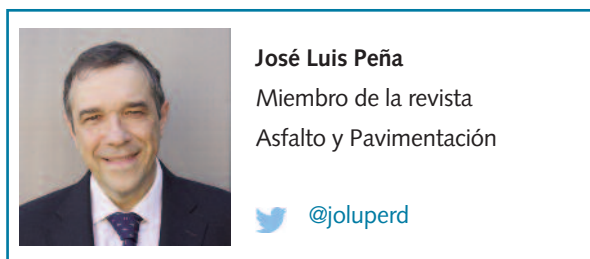 José Luis Peña
Miembro de la revista
Asfalto y Pavimentación
@joluperd